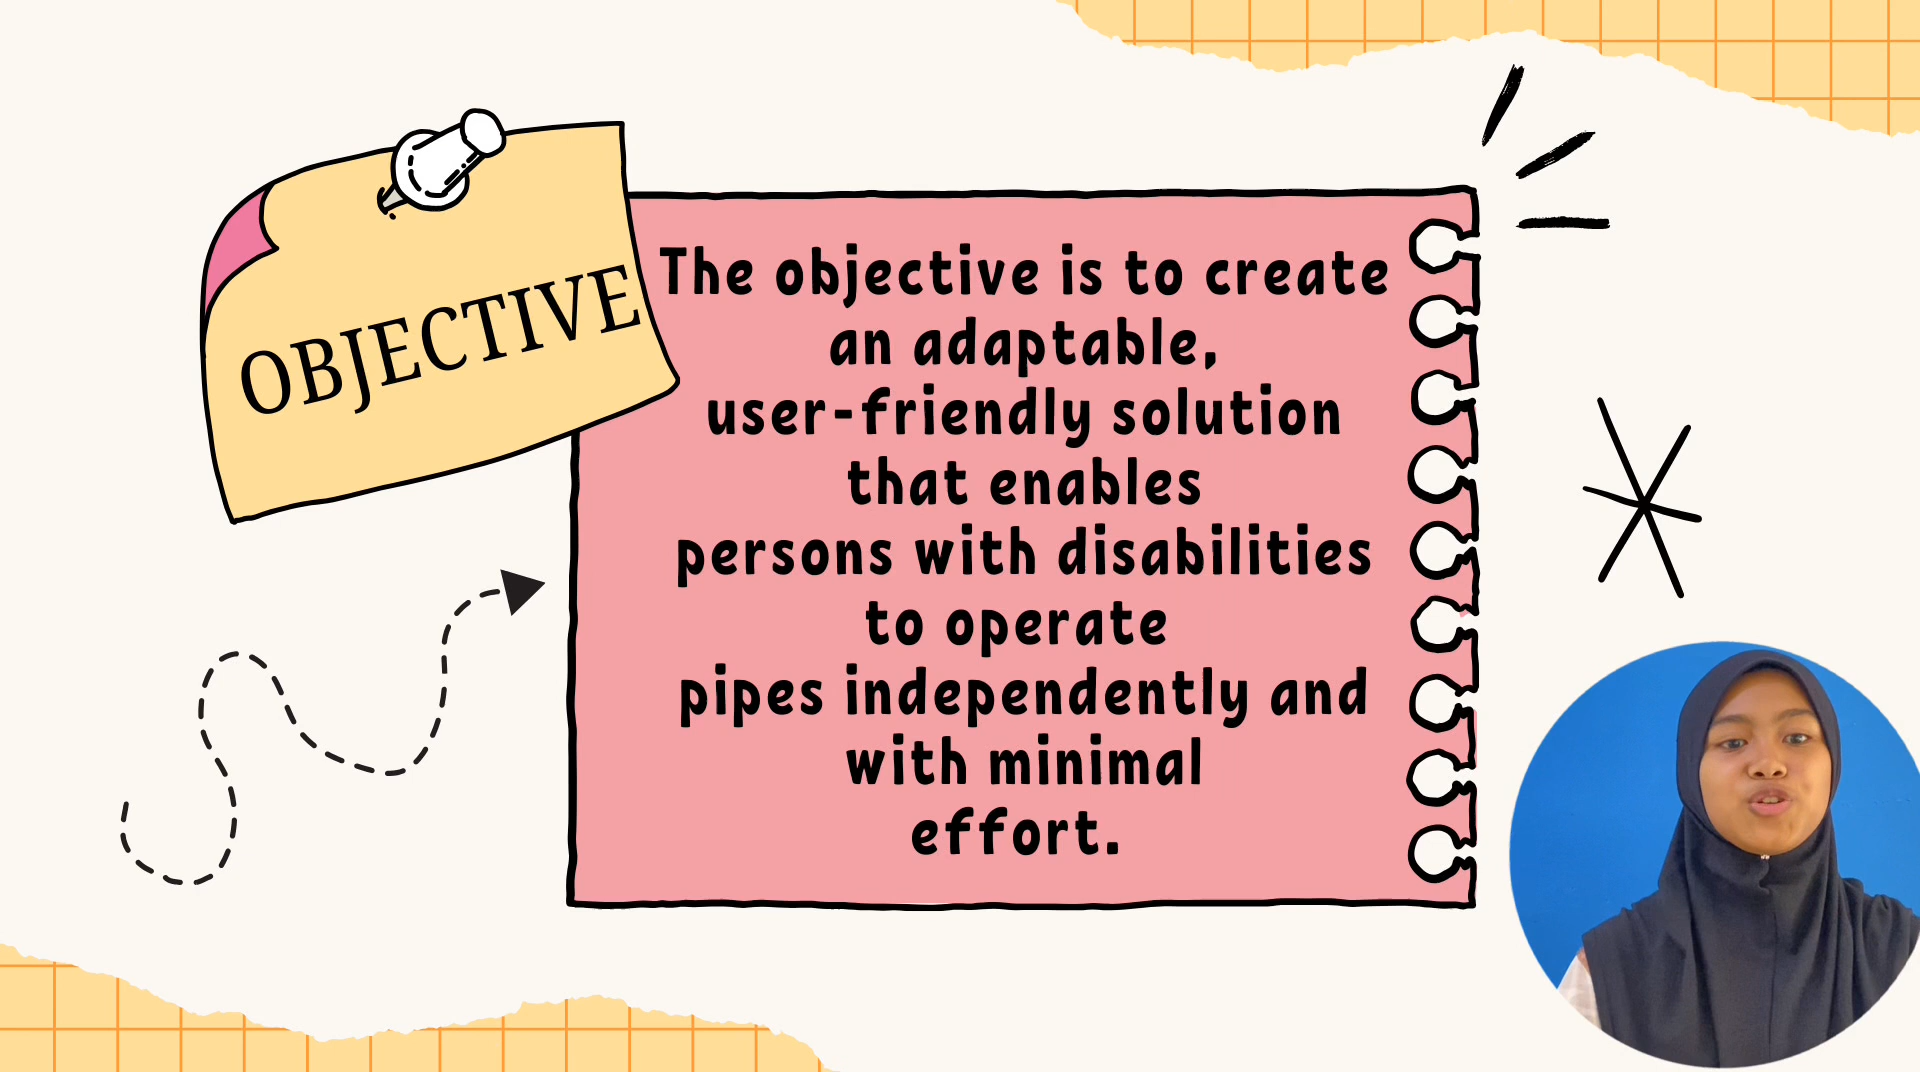 OBJECTIVE
The objective is to create
an adaptable,
user-friendly solution
that enables
persons with disabilities
to operate
pipes independently and
with minimal
effort.